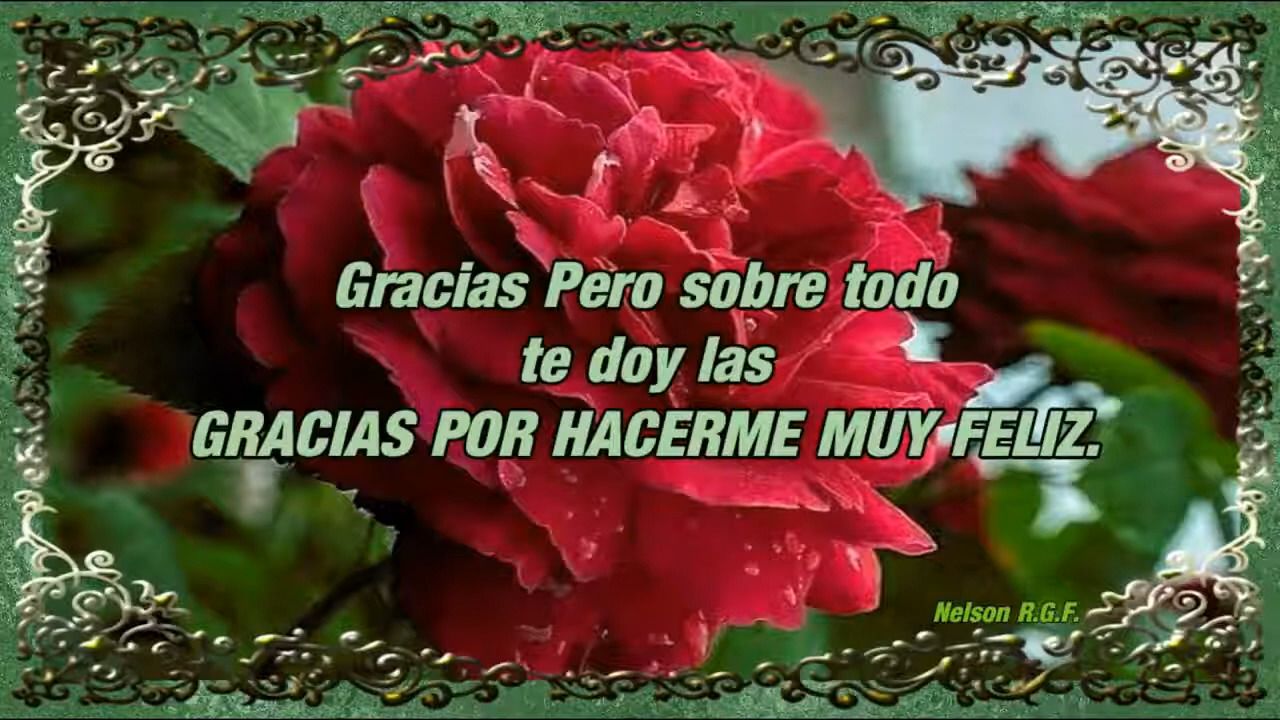 Gracias Pero sobre todo
te doy las
GRACIAS POR HACERME MUY FELIZ.
Nelson R.G.F.